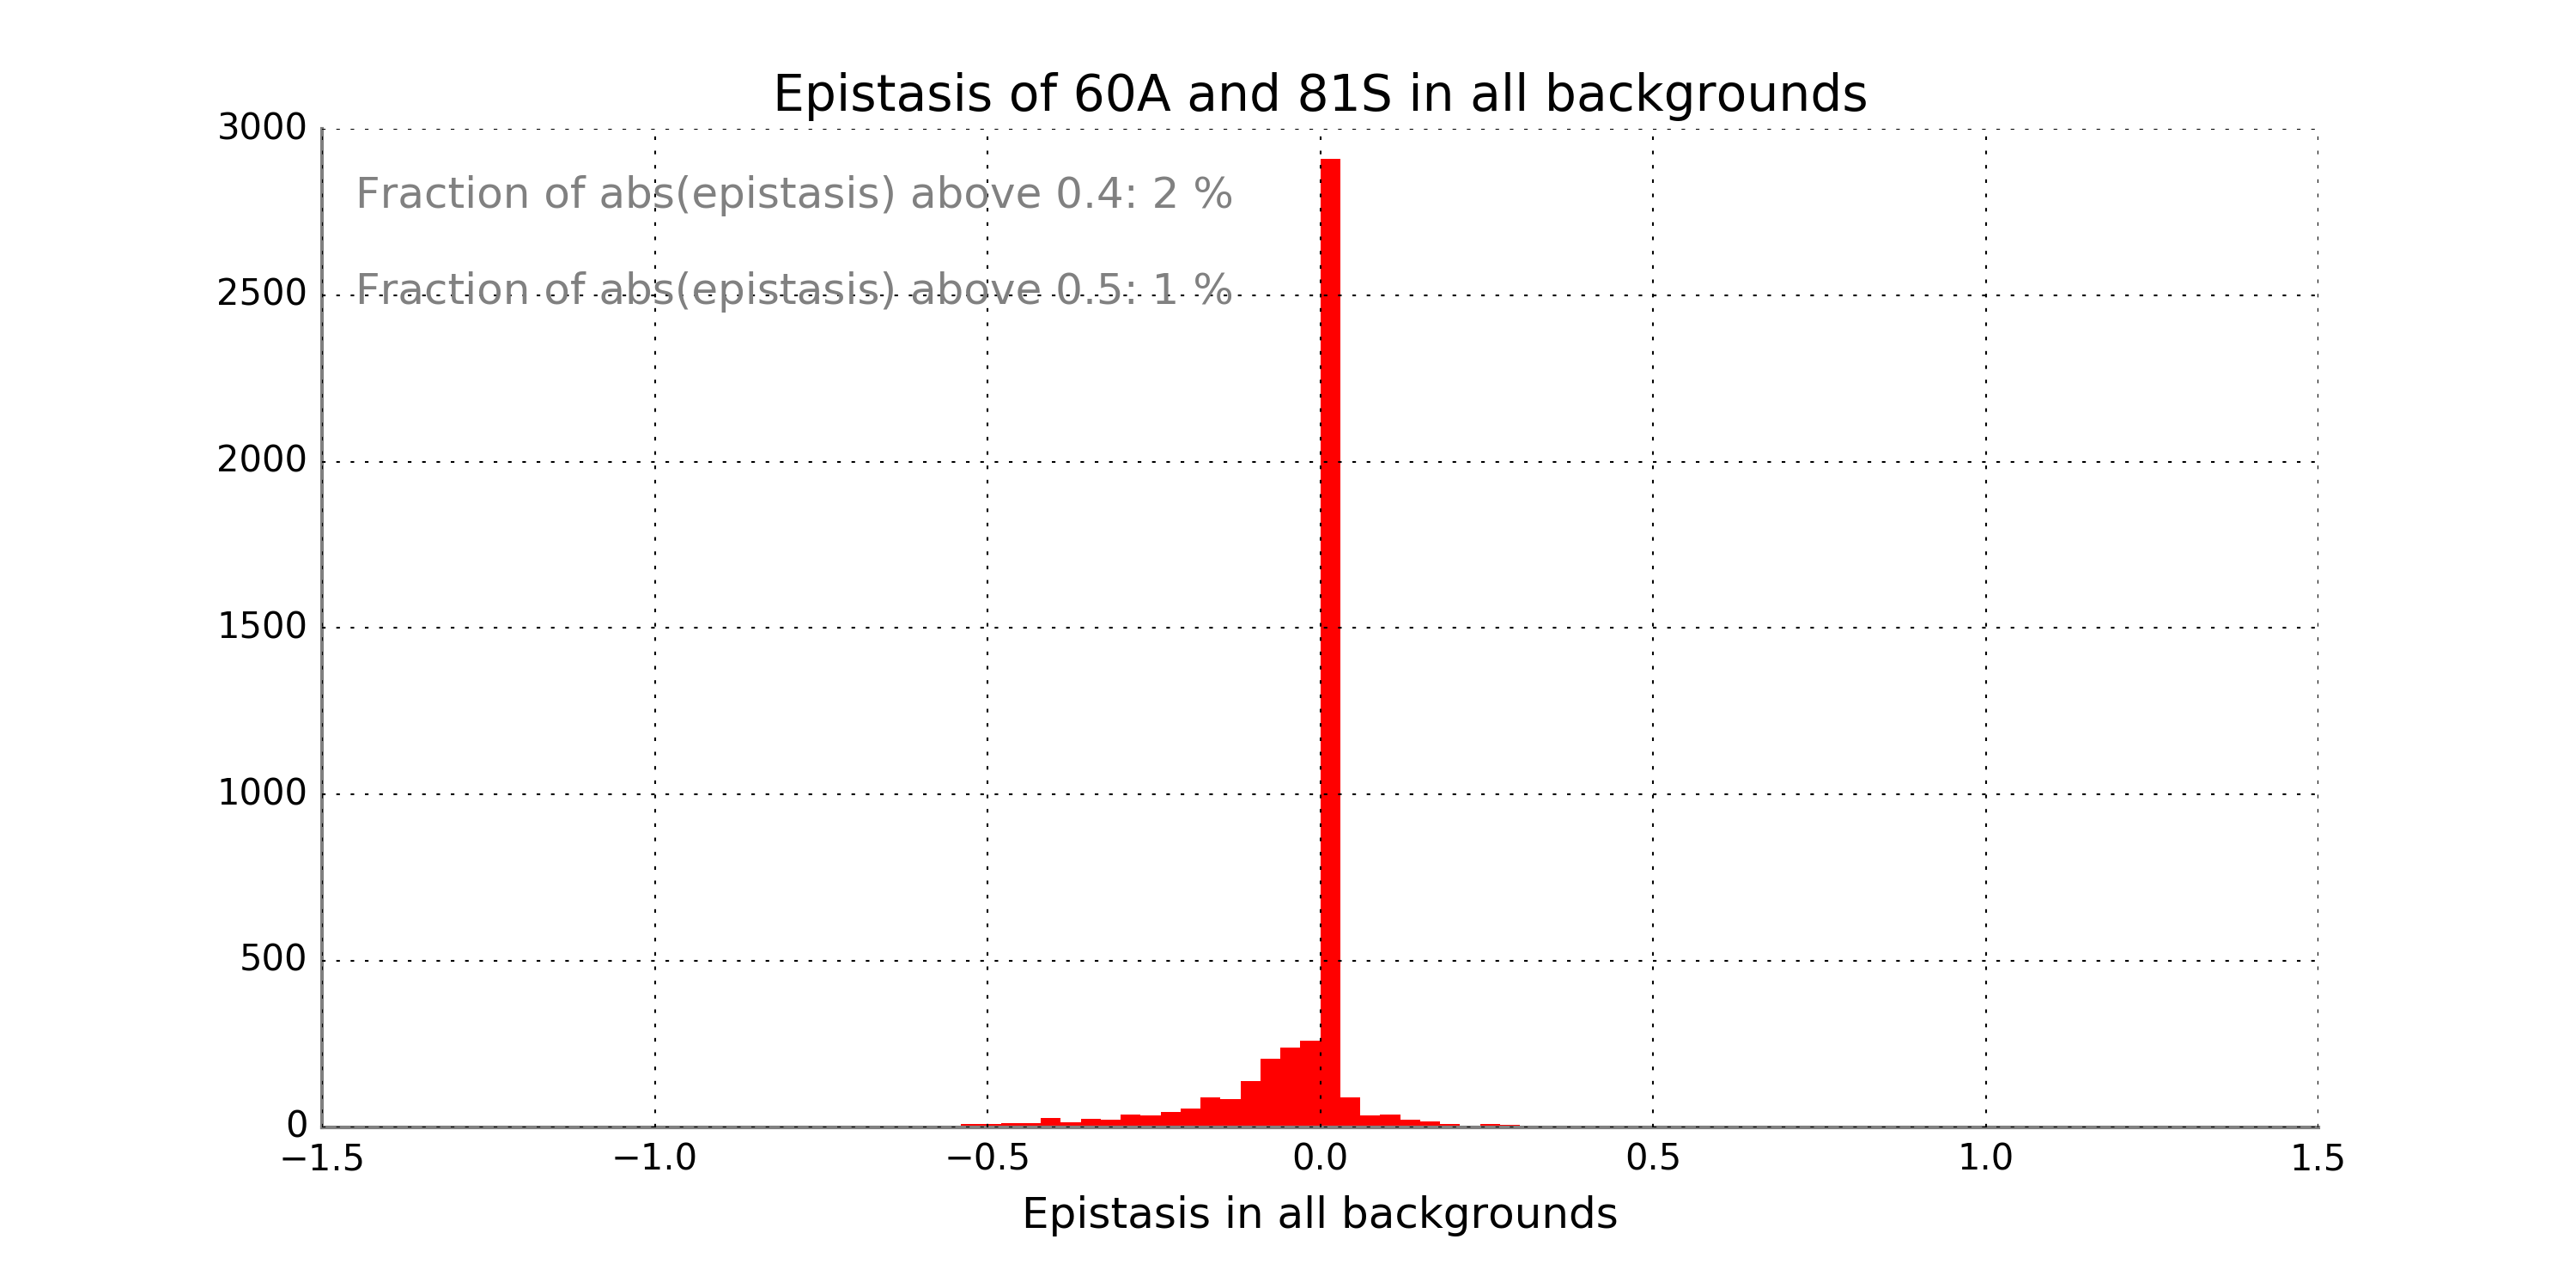 Epistasis of 60A and 81S in all backgrounds
3000
Fraction of abs(epistasis) above 0.4: 2 %
2500
Fraction of abs(epistasis) above 0.5: 1 %
2000
1500
1000
500
0
−1.5 −1.0 −0.5 0.0 0.5 1.0 1.5
Epistasis in all backgrounds